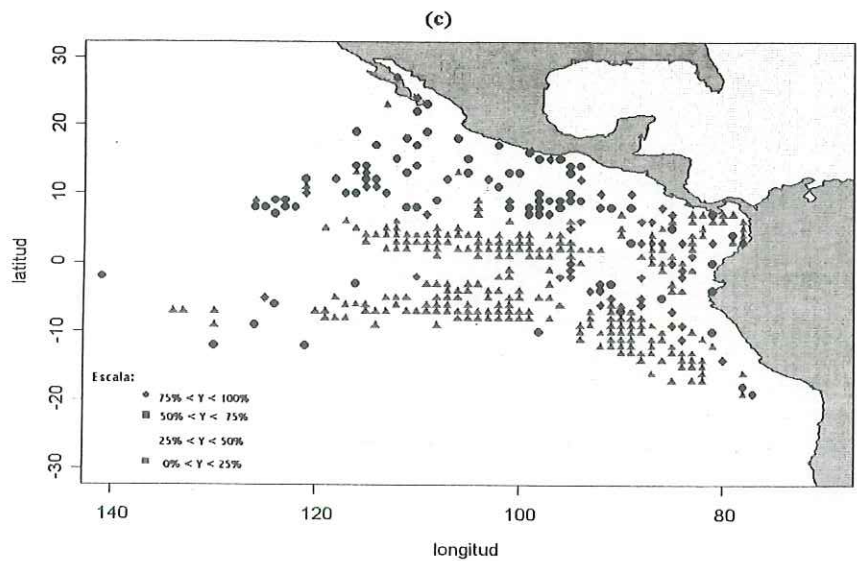 (c)
30
20
10
0
-10
-20
-30
latitud
Escala:
75% < Y < 100%
50% < Y < 75%
25% < Y < 50%
0% < Y < 25%
140 120 100 80
longitud